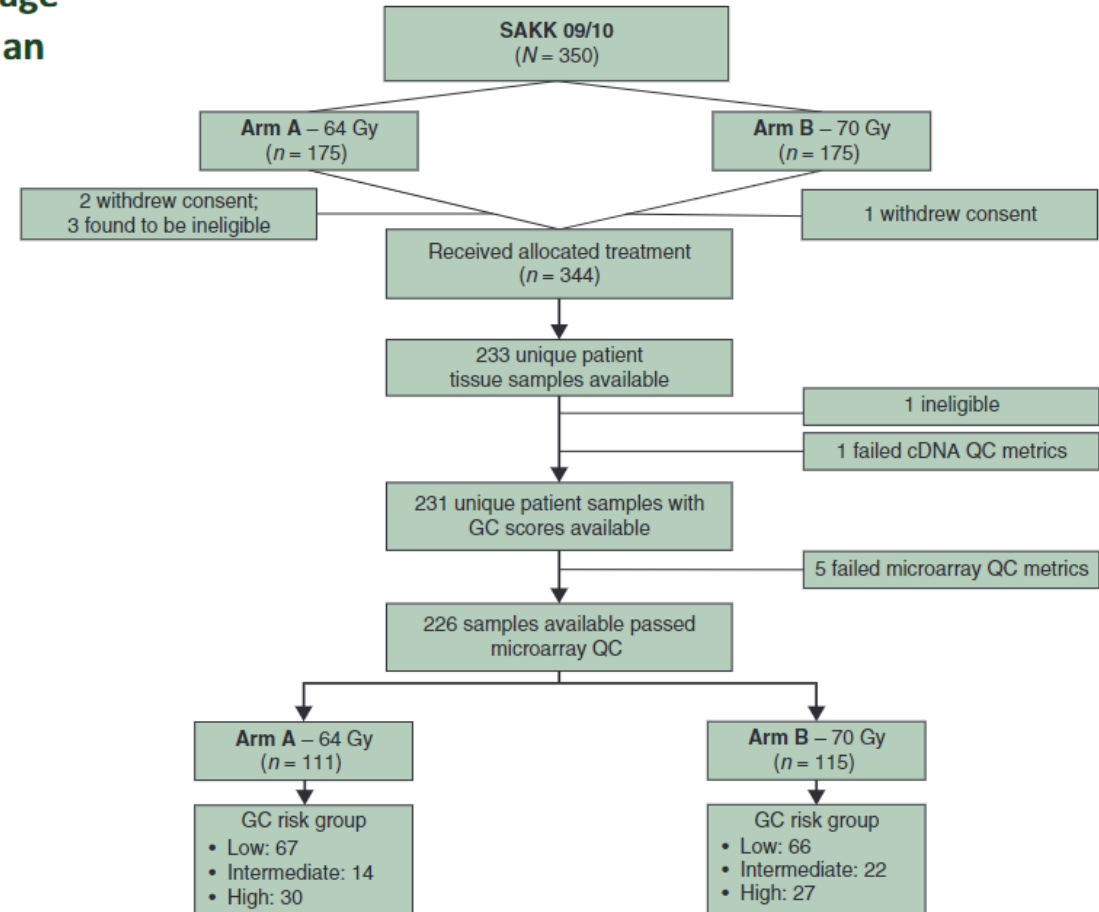 an
SAKK 09/10
(N = 350)
Arm A – 64 Gy
(n = 175)
Arm B – 70 Gy
(n = 175)
2 withdrew consent;
3 found to be ineligible
1 withdrew consent
Received allocated treatment
(n = 344)
233 unique patient
tissue samples available
1 ineligible
1 failed cDNA QC metrics
231 unique patient samples with
GC scores available
5 failed microarray QC metrics
226 samples available passed
microarray QC
Arm A – 64 Gy
(n = 111)
Arm B – 70 Gy
(n = 115)
GC risk group
• Low: 67
• Intermediate: 14
• High: 30
GC risk group
• Low: 66
• Intermediate: 22
• High: 27